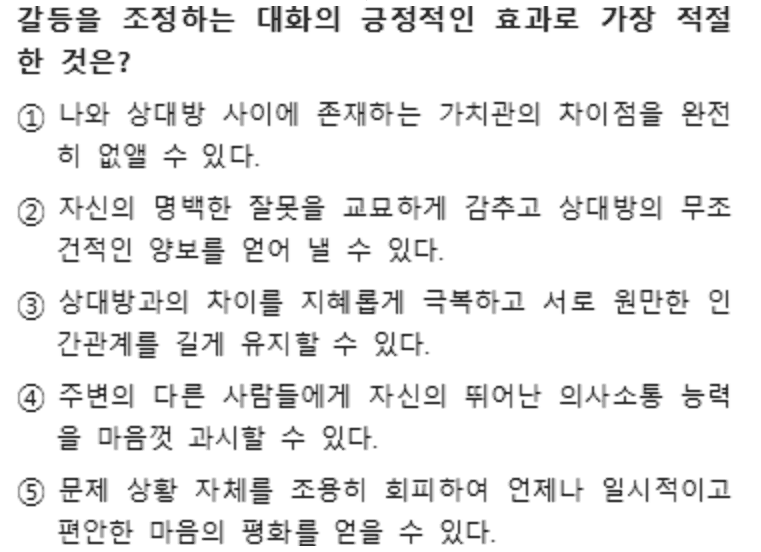 갈등을 조정하는 대화의 긍정적인 효과로 가장 적절
한 것은?
① 나와 상대방 사이에 존재하는 가치관의 차이점을 완전
히 없앨 수 있다.
② 자신의 명백한 잘못을 교묘하게 감추고 상대방의 무조
건적인 양보를 얻어 낼 수 있다.
③ 상대방과의 차이를 지혜롭게 극복하고 서로 원만한 인
간관계를 길게 유지할 수 있다.
④ 주변의 다른 사람들에게 자신의 뛰어난 의사소통 능력
을 마음껏 과시할 수 있다.
⑤ 문제 상황 자체를 조용히 회피하여 언제나 일시적이고
편안한 마음의 평화를 얻을 수 있다.